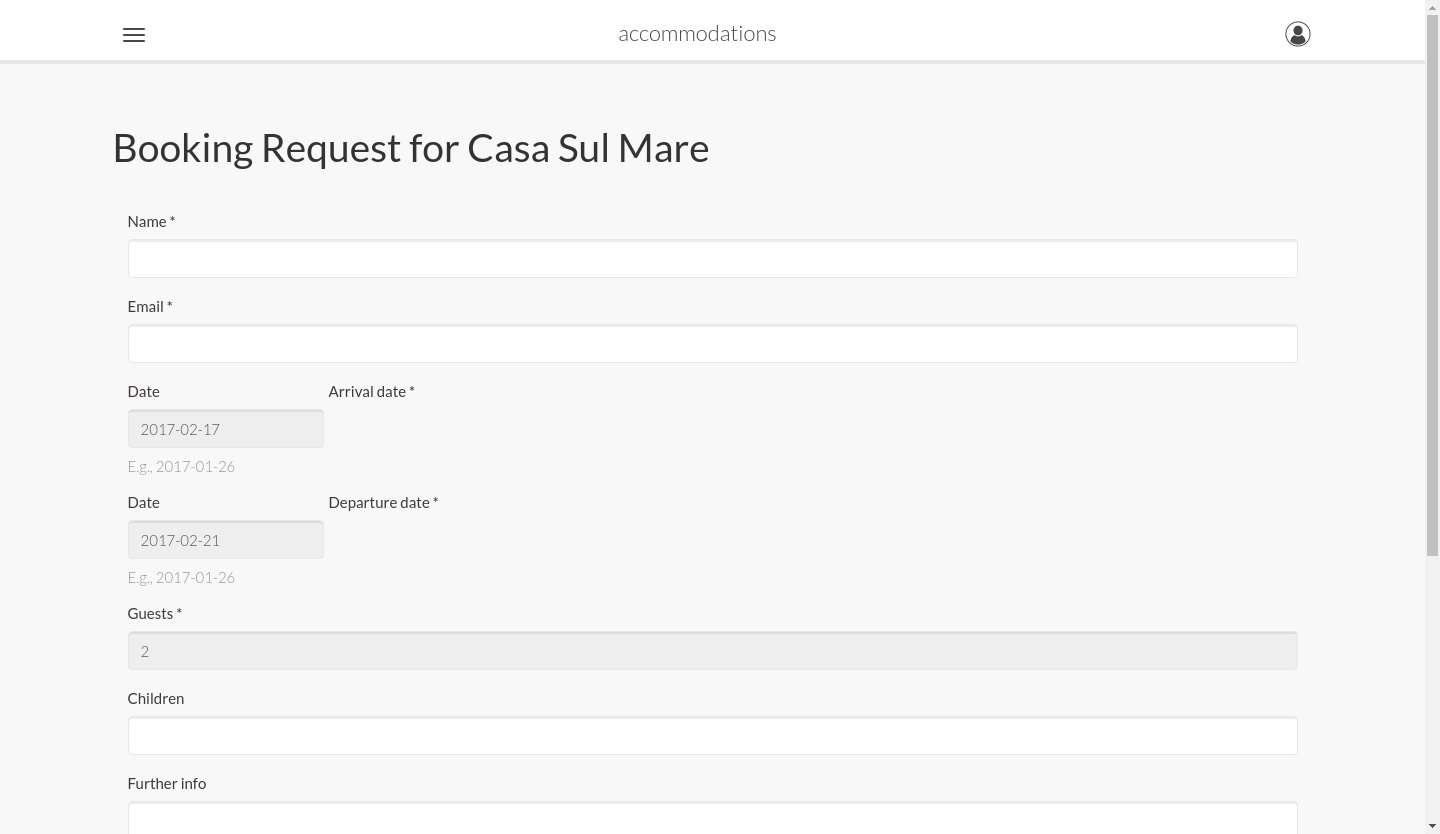 accommodations
Booking Request for Casa Sul Mare
Name *
Email *
Date Arrival date *
2017-02-17
E.g., 2017-01-26
Date Departure date *
2017-02-21
E.g., 2017-01-26
Guests *
2
Children
Further info